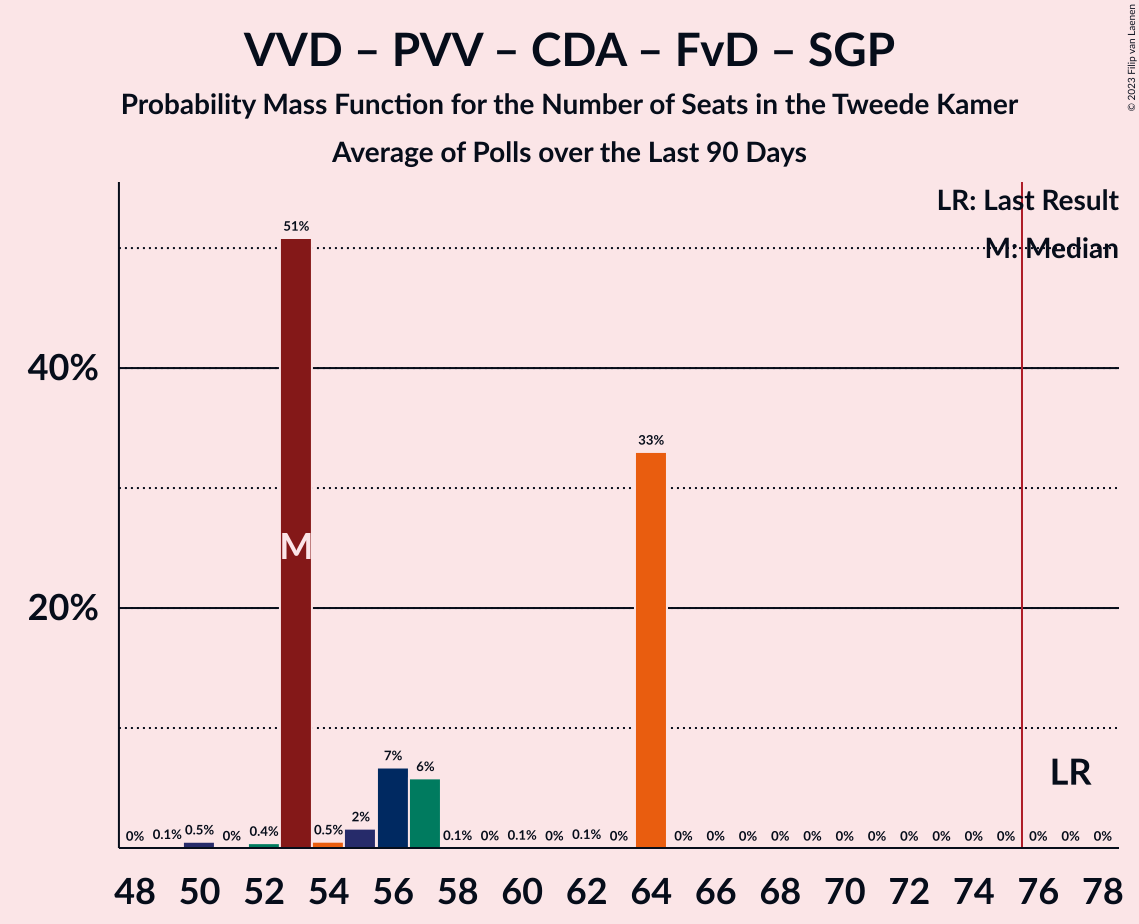 VVD – PVV – CDA – FvD – SGP
Probability Mass Function for the Number of Seats in the Tweede Kamer
Average of Polls over the Last 90 Days
© 2023 Filip van Laenen
LR: Last Result
M: Median
51%
40%
33%
M
20%
LR
7%
6%
2%
0% 0.1% 0.5% 0% 0.4% 0.5% 0.1% 0% 0.1% 0% 0.1% 0% 0% 0% 0% 0% 0% 0% 0% 0% 0% 0% 0% 0% 0%
48 50 52 54 56 58 60 62 64 66 68 70 72 74 76 78